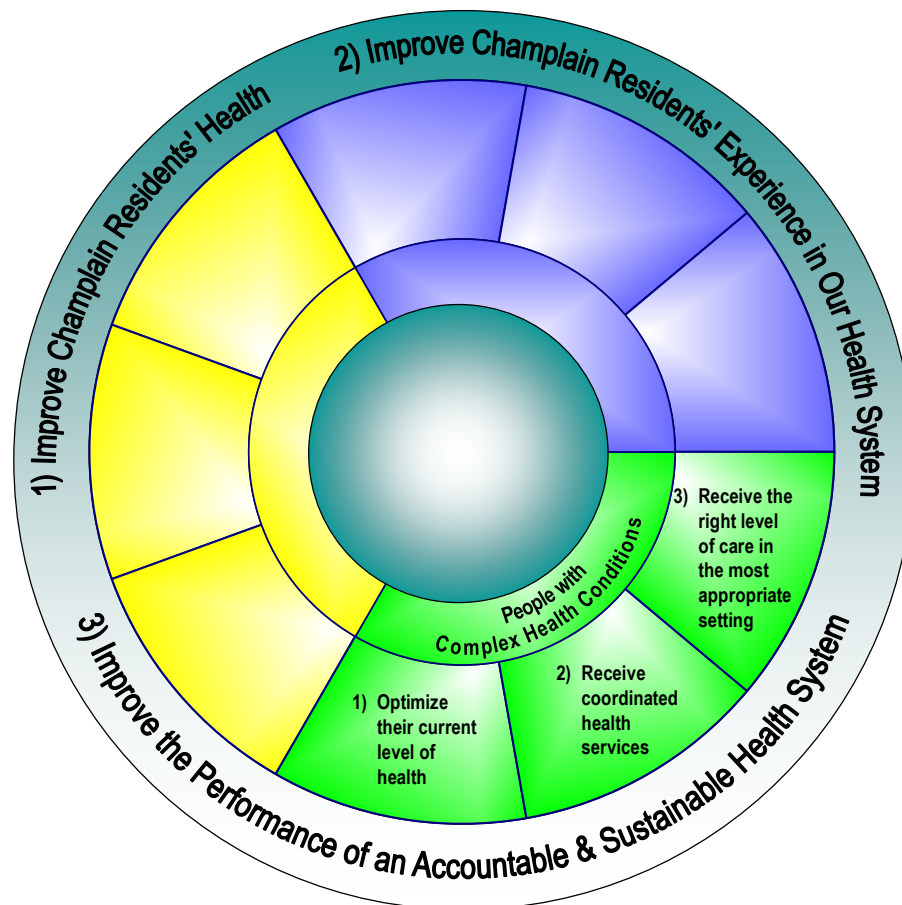 1) Improve Champlain Residents' Health
2) Improve Champlain Residents' Experience in Our Health System
3) Improve the Performance of an Accountable & Sustainable Health System
People with
Complex Health Conditions
1) Optimize
their current
level of
health
2) Receive
coordinated
health
services
3) Receive the
right level
of care in
the most
appropriate
setting